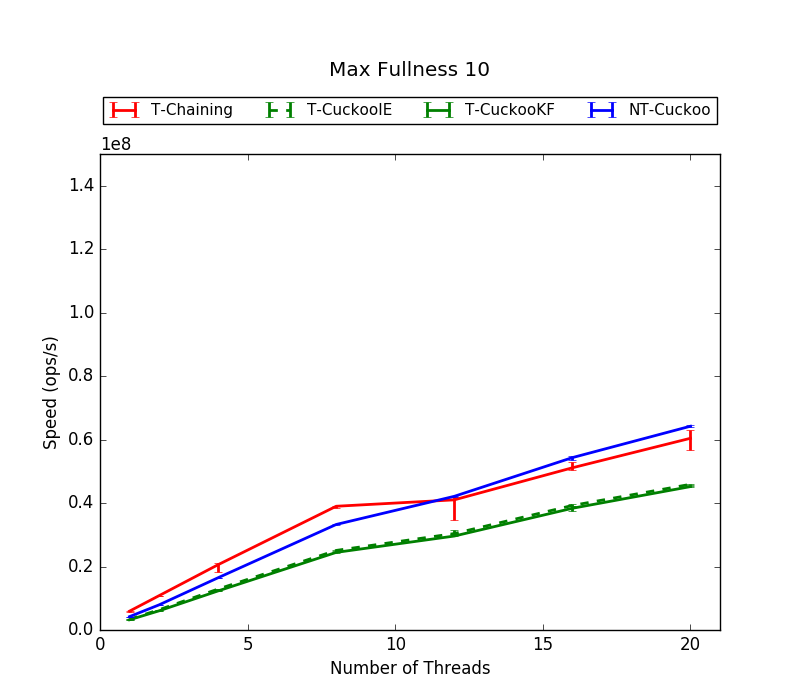 Max Fullness 10
T-Chaining T-CuckooIE T-CuckooKF NT-Cuckoo
1e8
1.4
1.2
1.0
0.8
0.6
0.4
0.2
0.0
Speed (ops/s)
0 5 10 15 20
Number of Threads